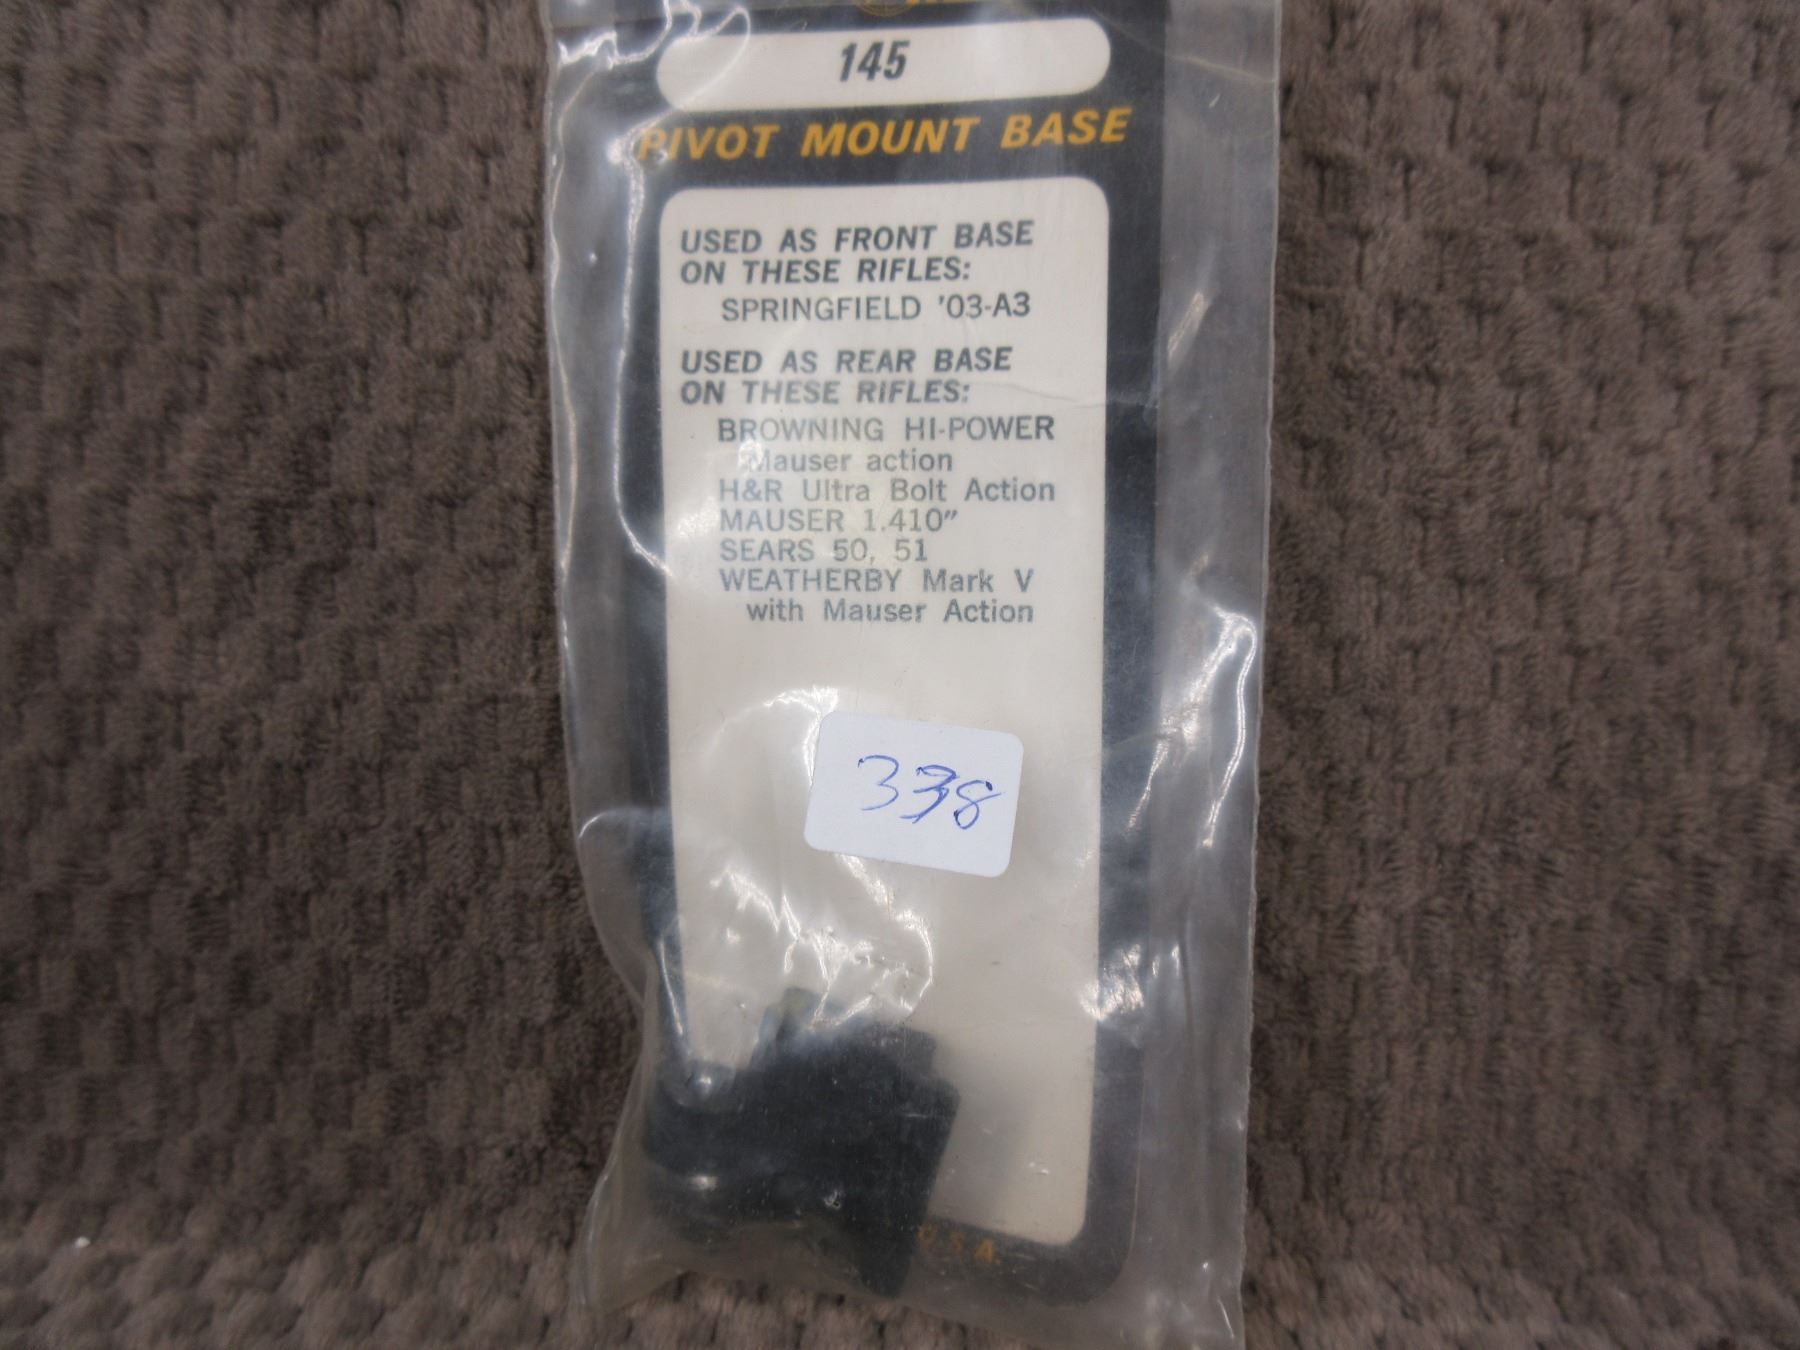 145
PIVOT MOUNT BASE
USED AS FRONT BASE
ON THESE RIFLES:
SPRINGFIELD '03-A3
USED AS REAR BASE
ON THESE RIFLES:
BROWNING HI-POWER
Mauser action
H&R Ultra Bolt Action
MAUSER 1.410″
SEARS 50, 51
WEATHERBY Mark V
with Mauser Action
338
U.S.A.